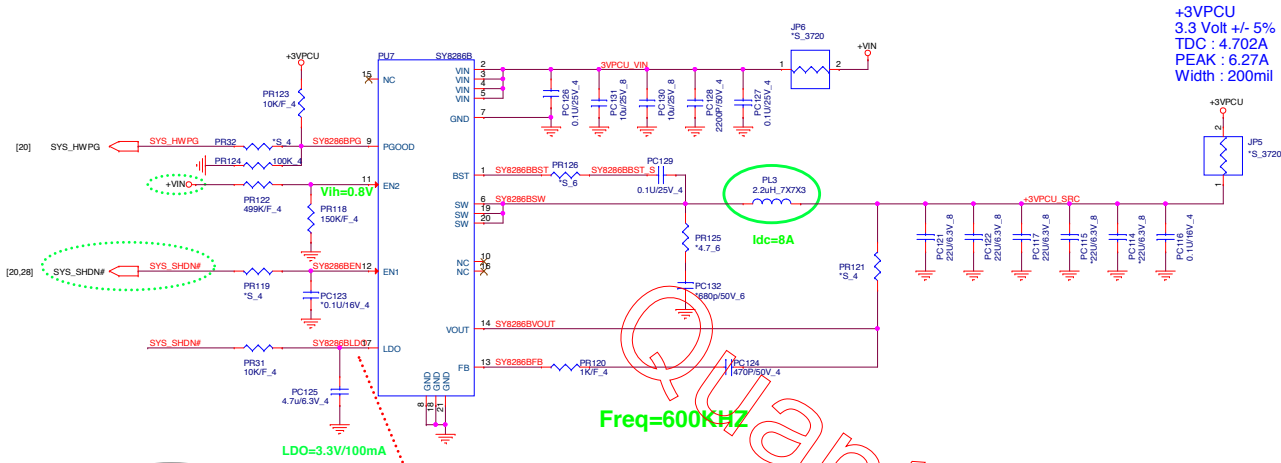 +3VPCU
3.3 Volt +/- 5%
TDC : 4.702A
PEAK : 6.27A
Width : 200mil
JP6
*S_3720
+VIN
1
2
+3VPCU
PR123
10K/F_4
PU7
SY8286B
15
NC
VIN
VIN
VIN
VIN
2
3
4
5
3VPCU_VIN
PC126
0.1U/25V_4
PC131
10u/25V_8
PC130
10u/25V_8
PC128
2200P/50V_4
PC127
0.1U/25V_4
GND
7
+3VPCU
2
JP5
*S_3720
1
[20]
SYS_HWPG
SYS_HWPG
PR32
*S_4
SY8286BPG
9
PGOOD
PR124
100K_4
+VIN
PR122
499K/F_4
11
EN2
Vih=0.8V
PR118
150K/F_4
BST
1
SY8286BBST
PR126
*S_6
SY8286BBST_S
PC129
0.1U/25V_4
SW
SW
SW
6
19
20
SY8286BSW
PL3
2.2uH_7X7X3
Idc=8A
+3VPCU_SRC
PC121
22U/6.3V_8
PC122
22U/6.3V_8
PC117
22U/6.3V_8
PC115
*22U/6.3V_8
PC114
*22U/6.3V_8
PC116
0.1U/16V_4
PR125
*4.7_6
PC132
*680p/50V_6
PR121
*S_4
[20,28]
SYS_SHDN#
SYS_SHDN#
PR119
*S_4
SY8286BEN1
12
EN1
PC123
*0.1U/16V_4
NC
NC
10
16
VOUT
14
SY8286BVOUT
FB
13
SY8286BFB
PR120
1K/F_4
PC124
470P/50V_4
SYS_SHDN#
PR31
10K/F_4
SY8286BLDO
17
LDO
PC125
4.7u/6.3V_4
GND
GND
GND
8
18
21
LDO=3.3V/100mA
Freq=600KHZ
Quan